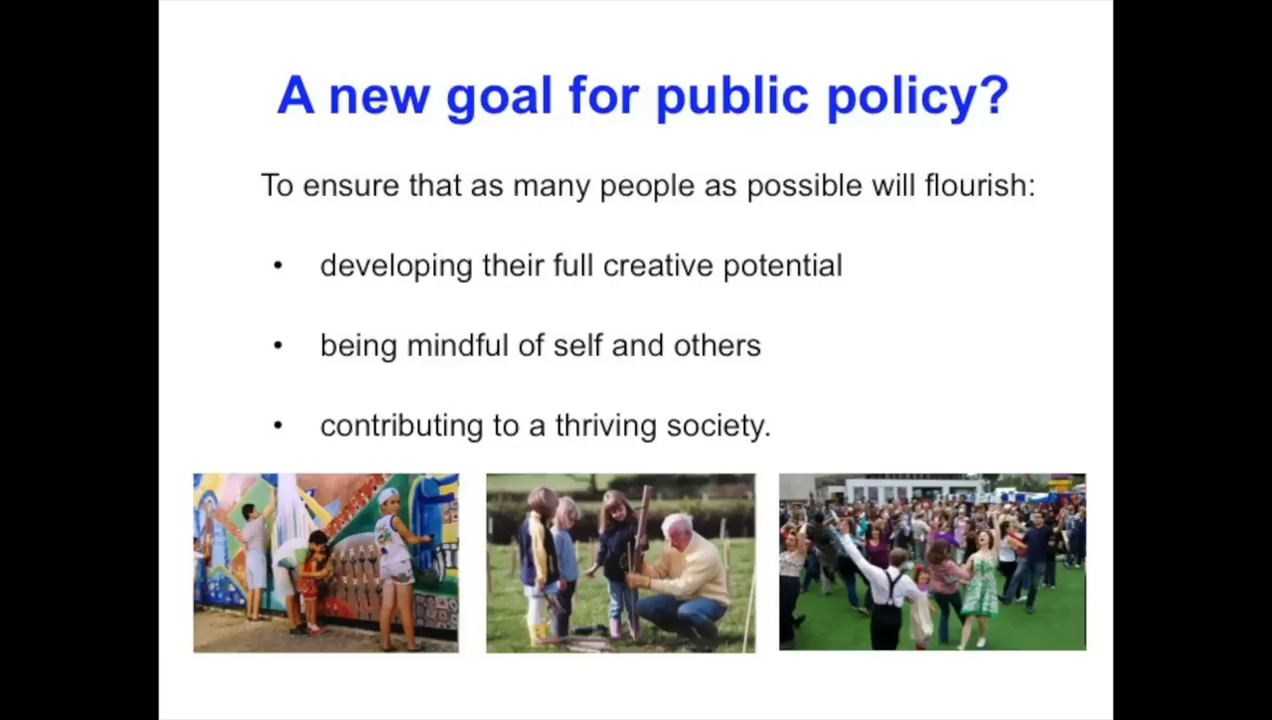 A new goal for public policy?
To ensure that as many people as possible will flourish:
• developing their full creative potential
• being mindful of self and others
• contributing to a thriving society.